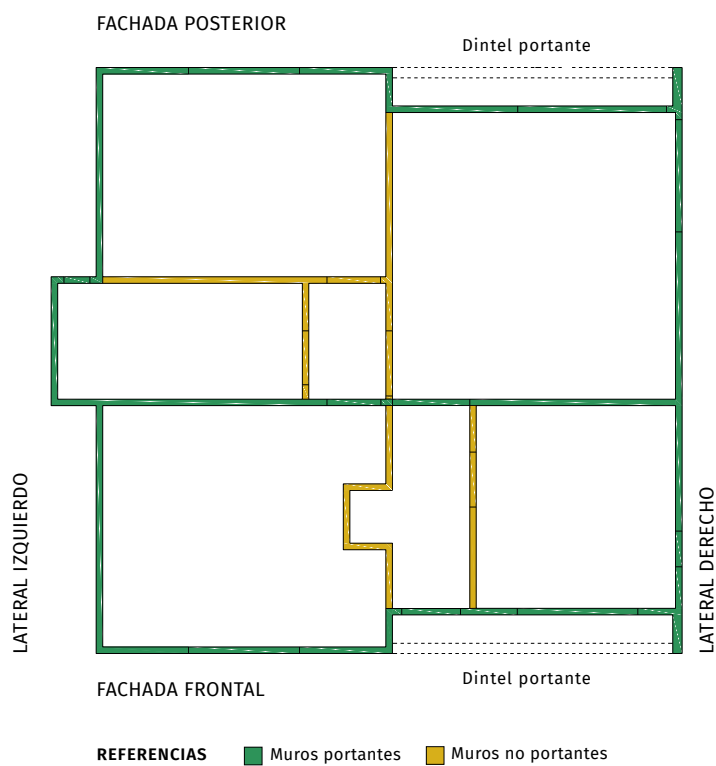 FACHADA POSTERIOR
Dintel portante
LATERAL IZQUIERDO
LATERAL DERECHO
Dintel portante
FACHADA FRONTAL
REFERENCIAS Muros portantes Muros no portantes